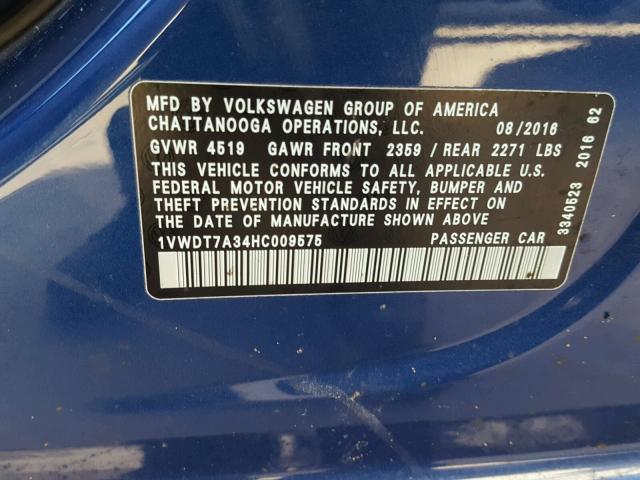 MFD BY VOLKSWAGEN GROUP OF AMERICA
CHATTANOOGA OPERATIONS, LLC. 08/2016
GVWR 4519 GAWR FRONT 2359 / REAR 2271 LBS
THIS VEHICLE CONFORMS TO ALL APPLICABLE U.S.
FEDERAL MOTOR VEHICLE SAFETY, BUMPER AND
THEFT PREVENTION STANDARDS IN EFFECT ON
THE DATE OF MANUFACTURE SHOWN ABOVE
1VWDT7A34HC009575 PASSENGER CAR
3340523 2016 62